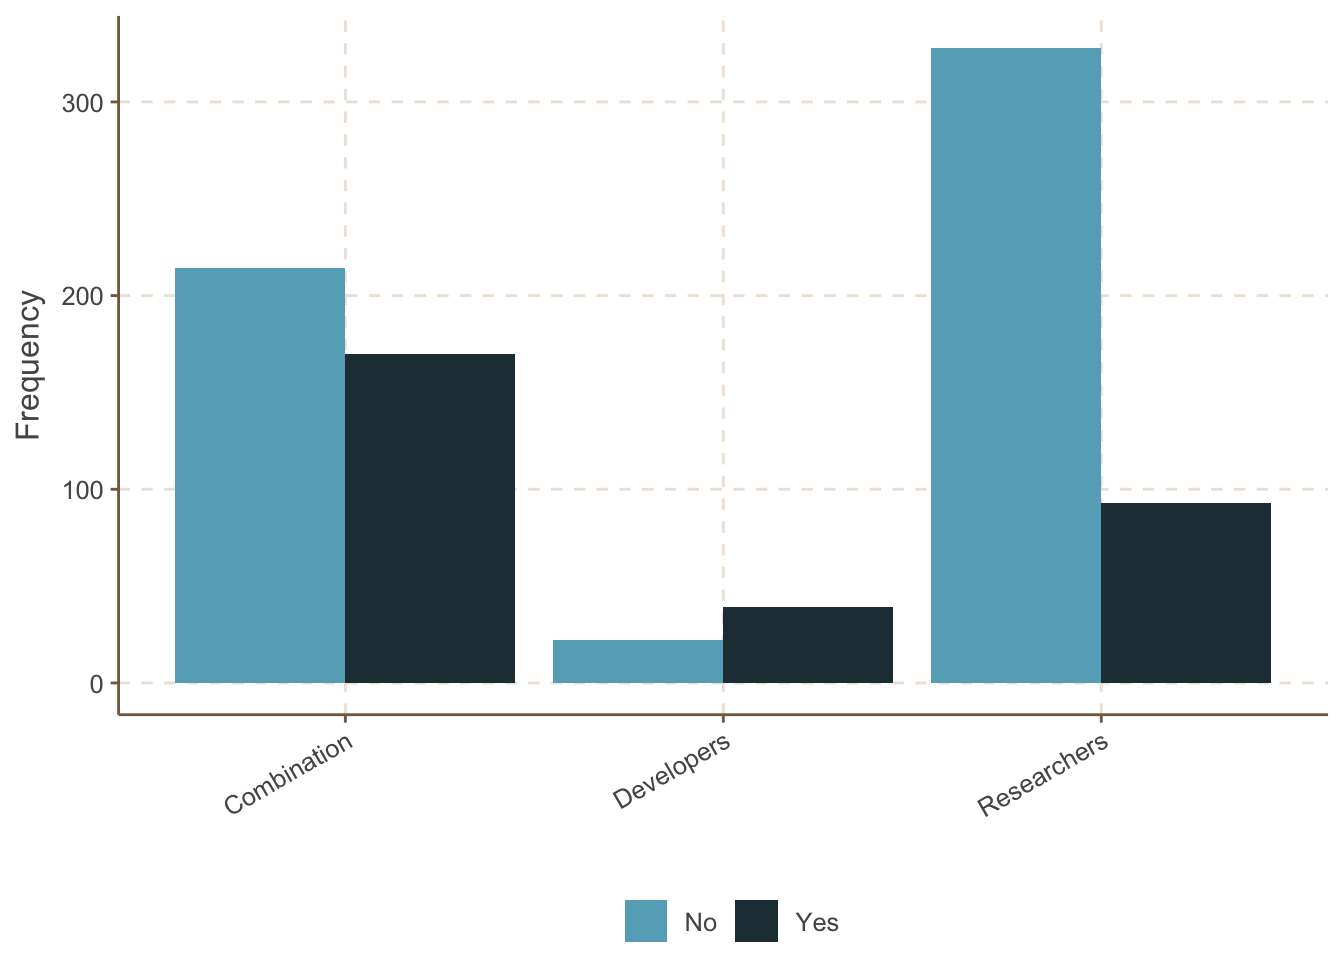 Frequency
300
200
100
0
Combination
Developers
Researchers
No
Yes